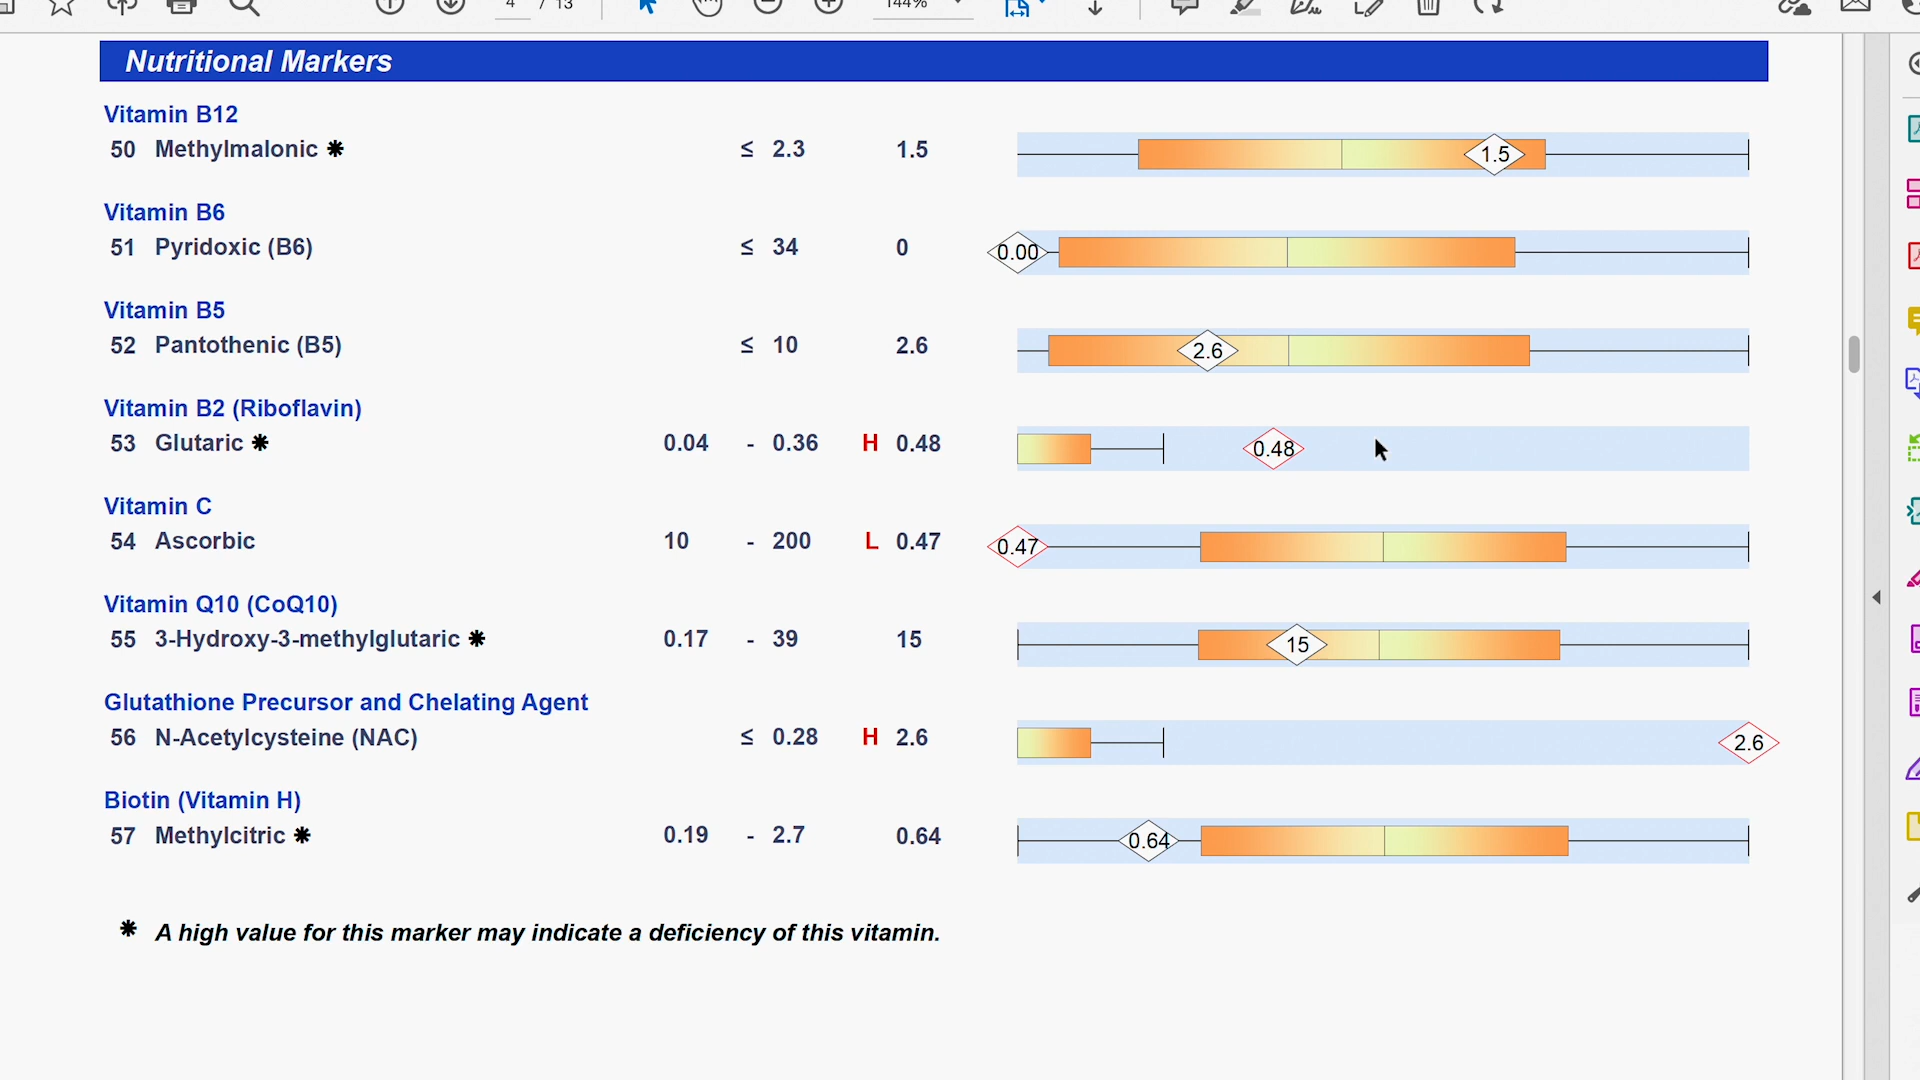 4 / 13 144%
Nutritional Markers
Vitamin B12
50 Methylmalonic ✱ ≤ 2.3 1.5 1.5
Vitamin B6
51 Pyridoxic (B6) ≤ 34 0 0.00
Vitamin B5
52 Pantothenic (B5) ≤ 10 2.6 2.6
Vitamin B2 (Riboflavin)
53 Glutaric ✱ 0.04 - 0.36 H 0.48 0.48
Vitamin C
54 Ascorbic 10 - 200 L 0.47 0.47
Vitamin Q10 (CoQ10)
55 3-Hydroxy-3-methylglutaric ✱ 0.17 - 39 15 15
Glutathione Precursor and Chelating Agent
56 N-Acetylcysteine (NAC) ≤ 0.28 H 2.6 2.6
Biotin (Vitamin H)
57 Methylcitric ✱ 0.19 - 2.7 0.64 0.64
✱ A high value for this marker may indicate a deficiency of this vitamin.